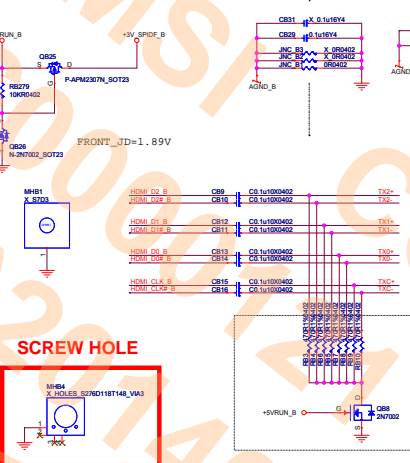 RUN_B
+3V_SPIDF_B
QB25
S
D
G
P-APM2307N_SOT23
RB279
10KR0402
QB26
N-2N7002_SOT23
FRONT_JD=1.89V
CB31 X_0.1u16Y4
CB29 0.1u16Y4
JNC_B3 X_0R0402
JNC_B2 X_0R0402
JNC_B1 0R0402
AGND_B
AGND
MHB1
X_S7D3
1
HDMI_D2_B CB9 C0.1u10X0402 TX2+
HDMI_D2#_B CB10 C0.1u10X0402 TX2-
HDMI_D1_B CB12 C0.1u10X0402 TX1+
HDMI_D1#_B CB11 C0.1u10X0402 TX1-
HDMI_D0_B CB13 C0.1u10X0402 TX0+
HDMI_D0#_B CB14 C0.1u10X0402 TX0-
HDMI_CLK_B CB15 C0.1u10X0402 TXC+
HDMI_CLK#_B CB16 C0.1u10X0402 TXC-
+5VRUN_B
G
D
S
QB8
2N7002
SCREW HOLE
MHB4
X_HOLES_S276D118T148_VIA3
1
MSI